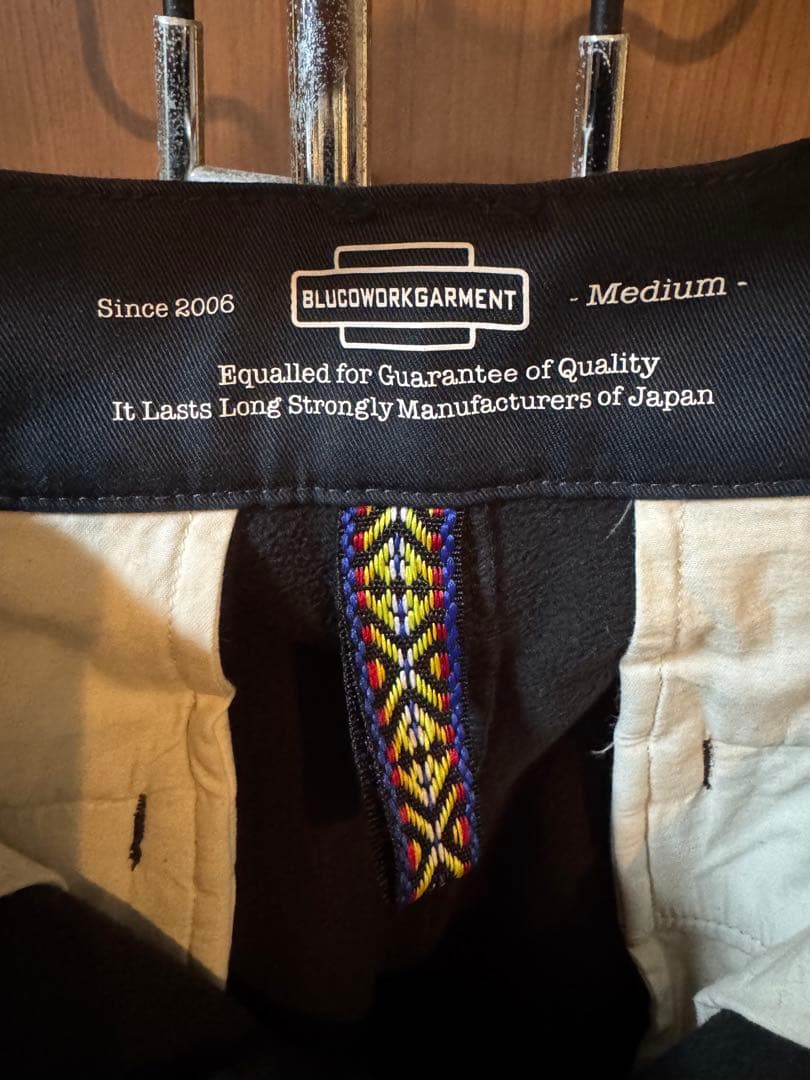 Since 2006
BLUCOWORKGARMENT
- Medium -
Equalled for Guarantee of Quality
It Lasts Long Strongly Manufacturers of Japan